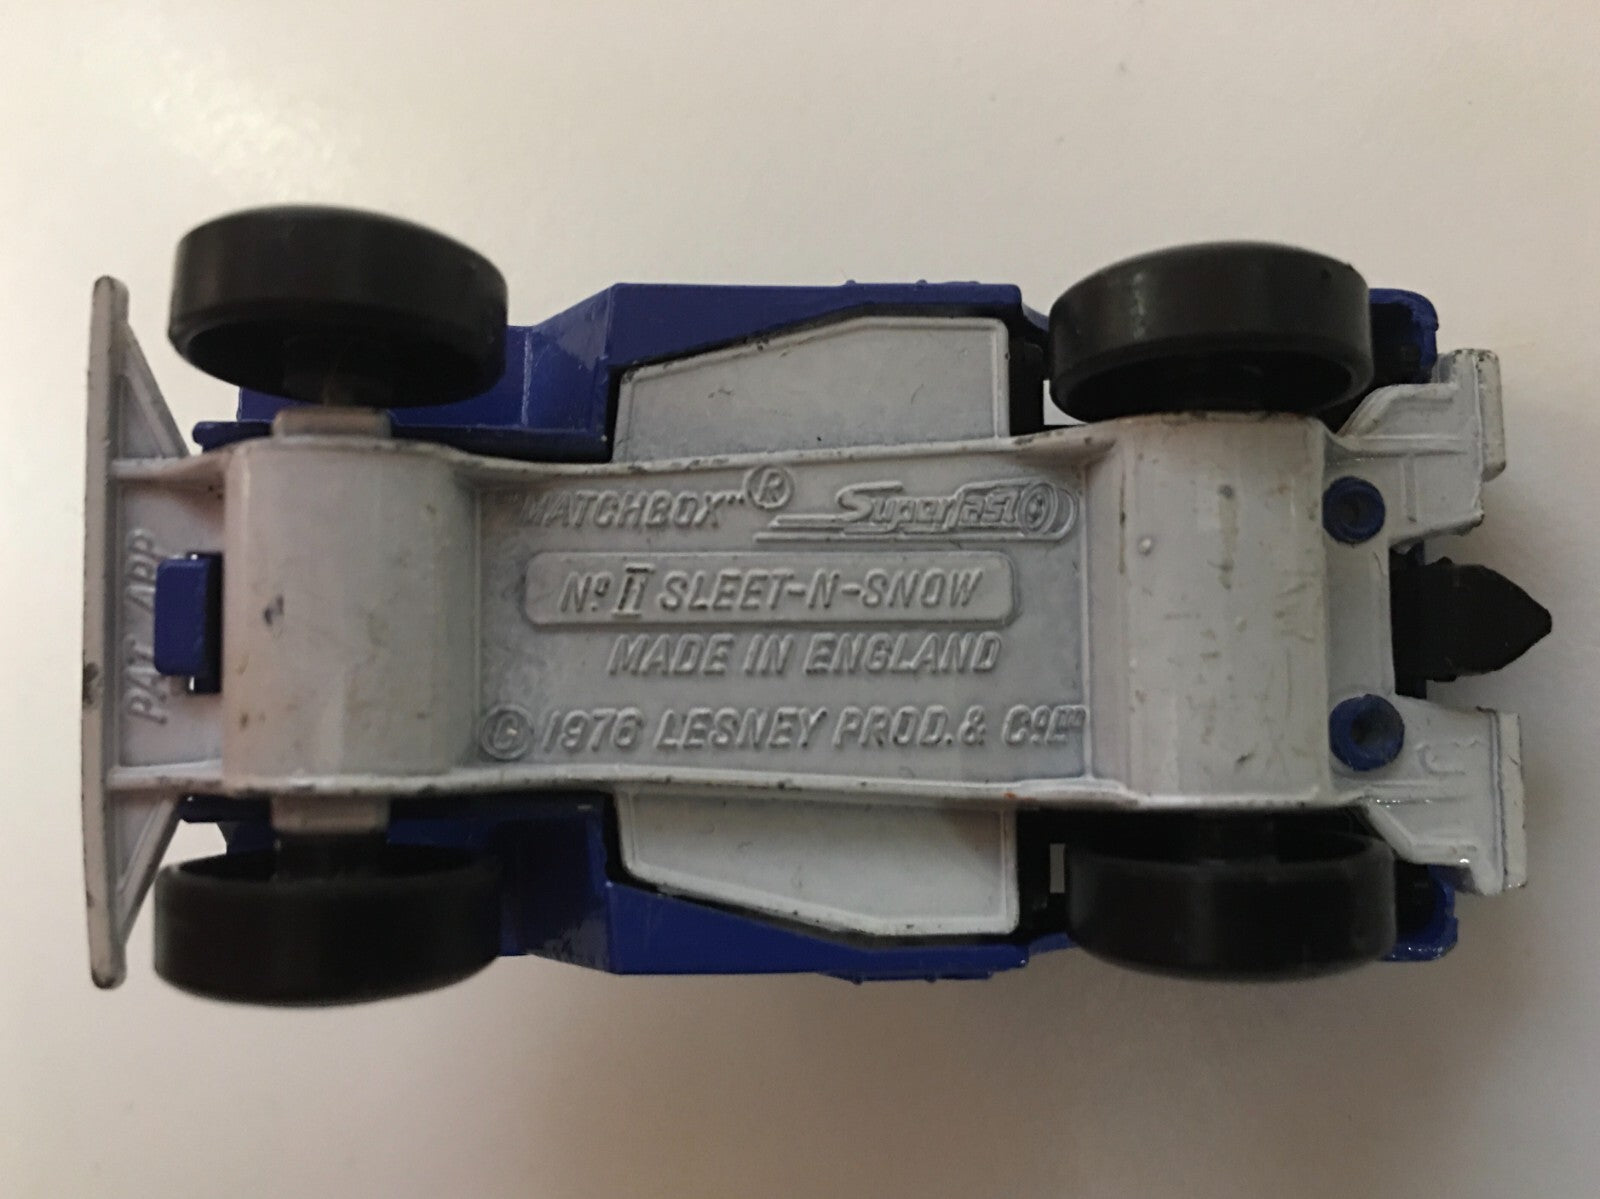 "MATCHBOX"® Superfast
Nº II SLEET-N-SNOW
MADE IN ENGLAND
© 1976 LESNEY PROD. & Cº LTD
PAT APP